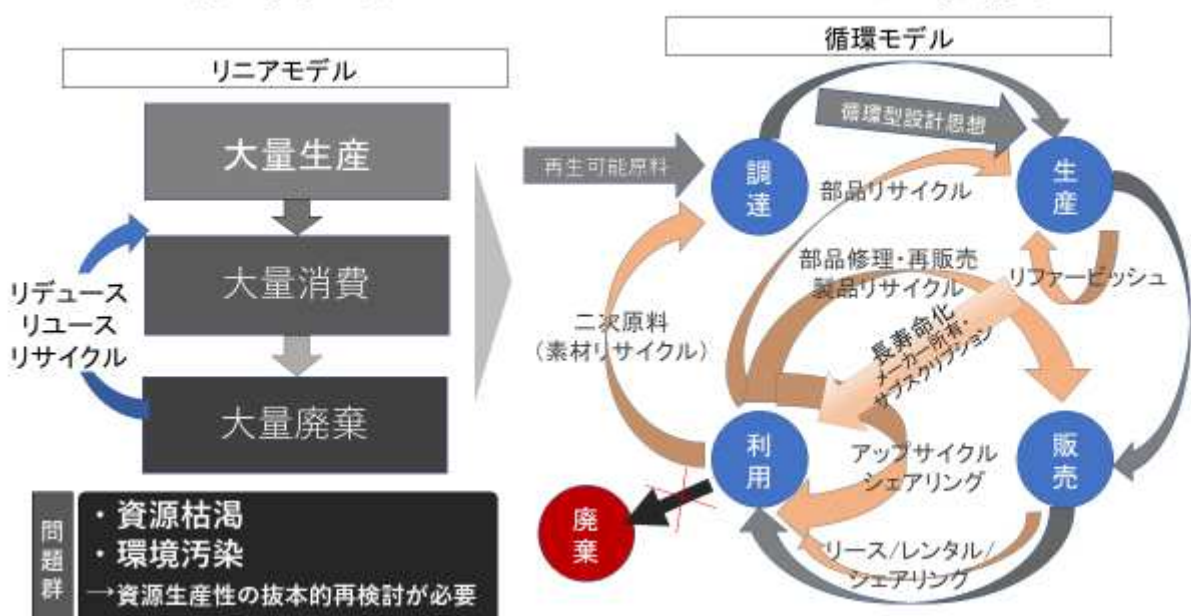 リニアモデル
大量生産
大量消費
大量廃棄
リデュース
リユース
リサイクル
問題群
・資源枯渇
・環境汚染
→資源生産性の抜本的再検討が必要
循環モデル
循環型設計思想
再生可能原料
調達
生産
部品リサイクル
部品修理・再販売
製品リサイクル
リファービッシュ
二次原料
(素材リサイクル)
長寿命化
メーカー所有・
サブスクリプション
利用
アップサイクル
シェアリング
販売
廃棄
リース/レンタル/
シェアリング